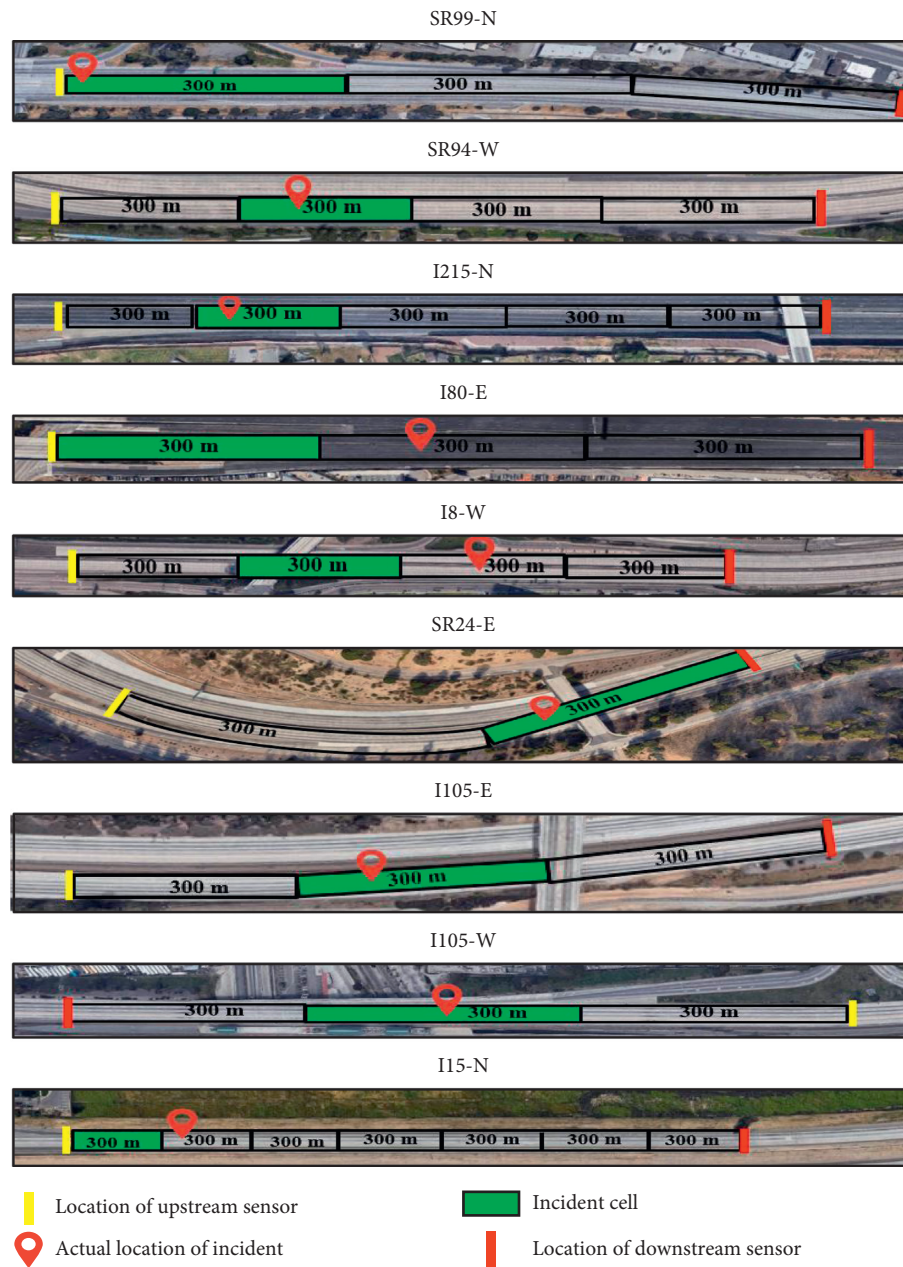 SR99-N
300 m 300 m 300 m
SR94-W
300 m 300 m 300 m 300 m
I215-N
300 m 300 m 300 m 300 m 300 m
I80-E
300 m 300 m 300 m
I8-W
300 m 300 m 300 m 300 m
SR24-E
300 m 300 m
I105-E
300 m 300 m 300 m
I105-W
300 m 300 m 300 m
I15-N
300 m 300 m 300 m 300 m 300 m 300 m 300 m
Location of upstream sensor
Incident cell
Actual location of incident
Location of downstream sensor